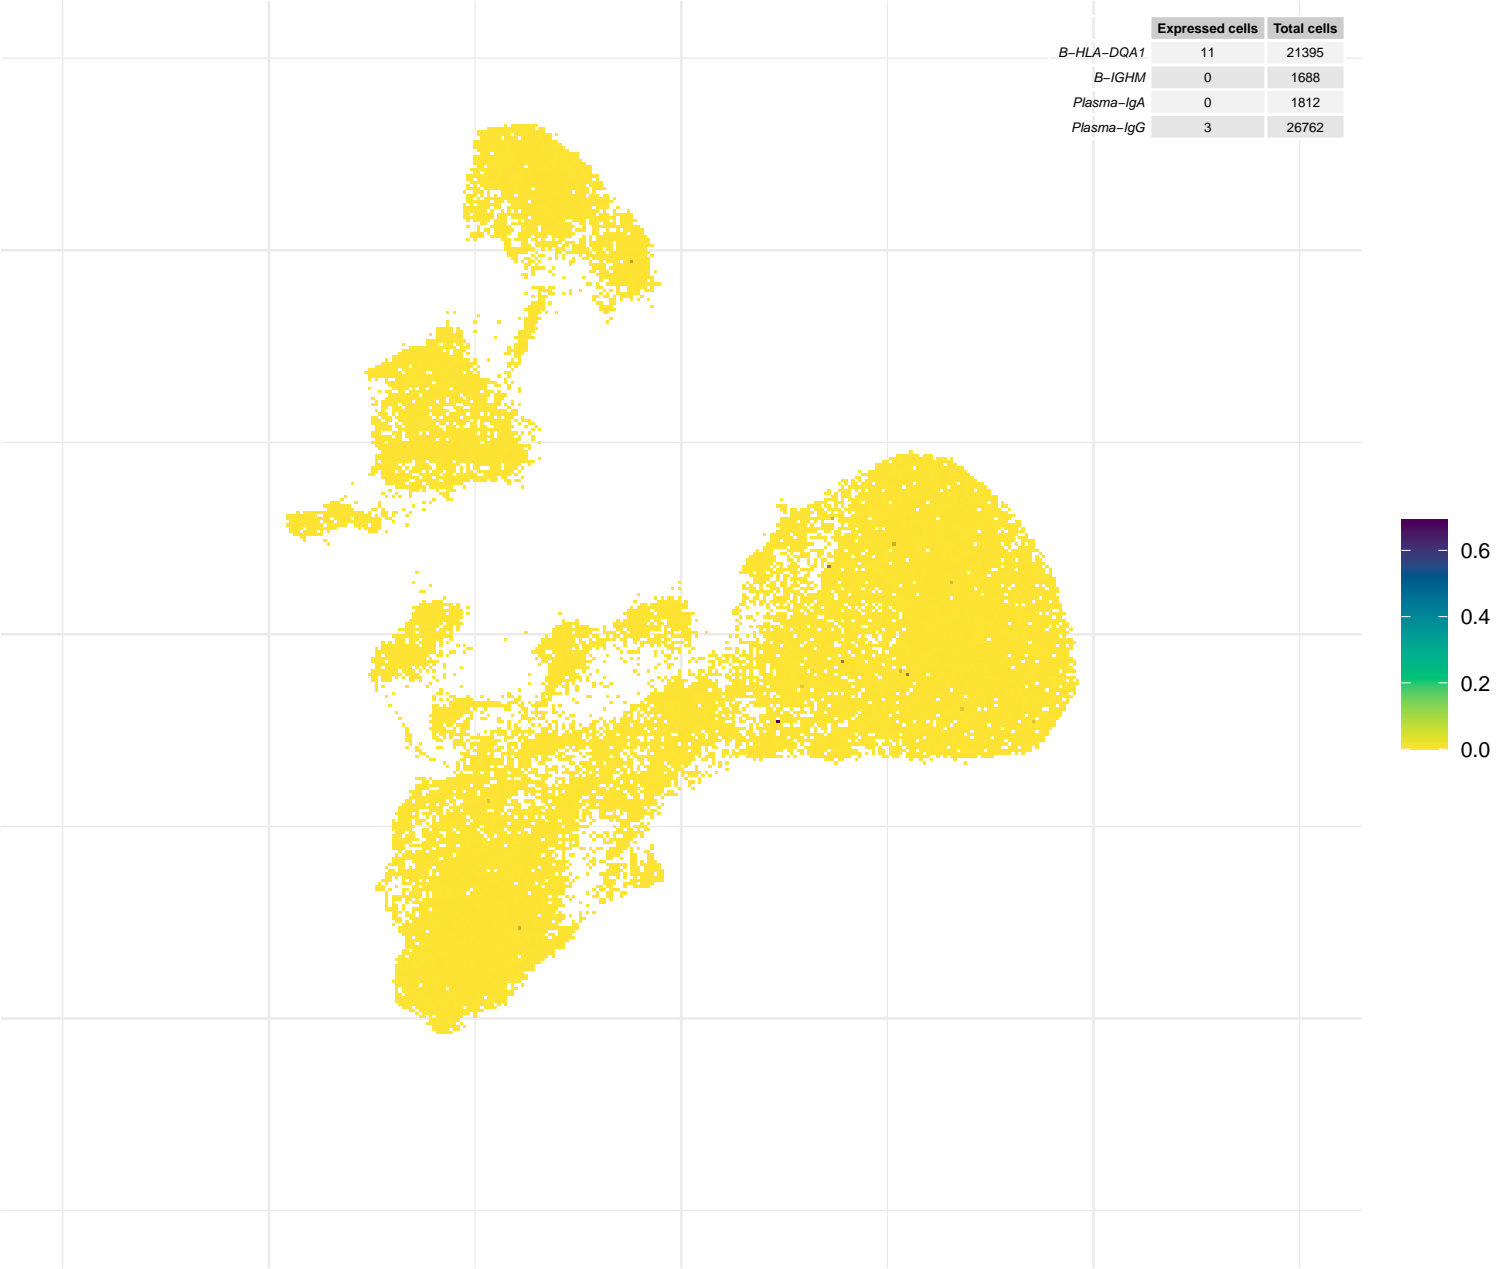 Expressed cells Total cells
B−HLA−DQA1 11 21395
B−IGHM 0 1688
Plasma−IgA 0 1812
Plasma−IgG 3 26762
0.6
0.4
0.2
0.0